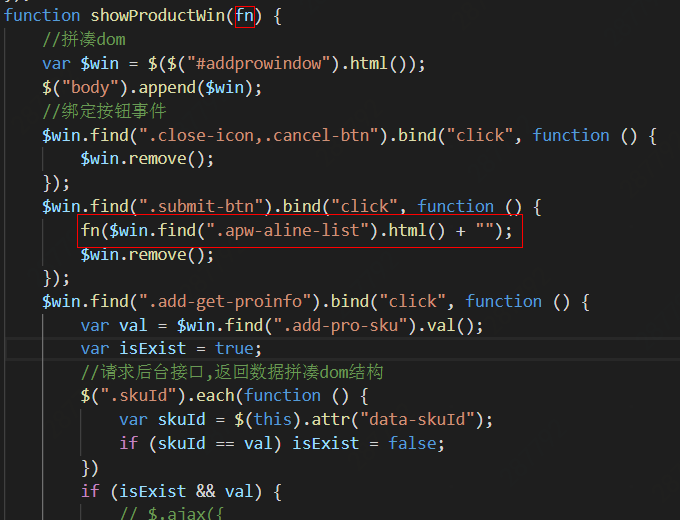 function showProductWin(fn) {
//拼凑dom
var $win = $($("#addprowindow").html());
$("body").append($win);
//绑定按钮事件
$win.find(".close-icon,.cancel-btn").bind("click", function () {
$win.remove();
});
$win.find(".submit-btn").bind("click", function () {
fn($win.find(".apw-aline-list").html() + "");
$win.remove();
});
$win.find(".add-get-proinfo").bind("click", function () {
var val = $win.find(".add-pro-sku").val();
var isExist = true;
//请求后台接口,返回数据拼凑dom结构
$(".skuId").each(function () {
var skuId = $(this).attr("data-skuId");
if (skuId == val) isExist = false;
})
if (isExist && val) {
// $.ajax({